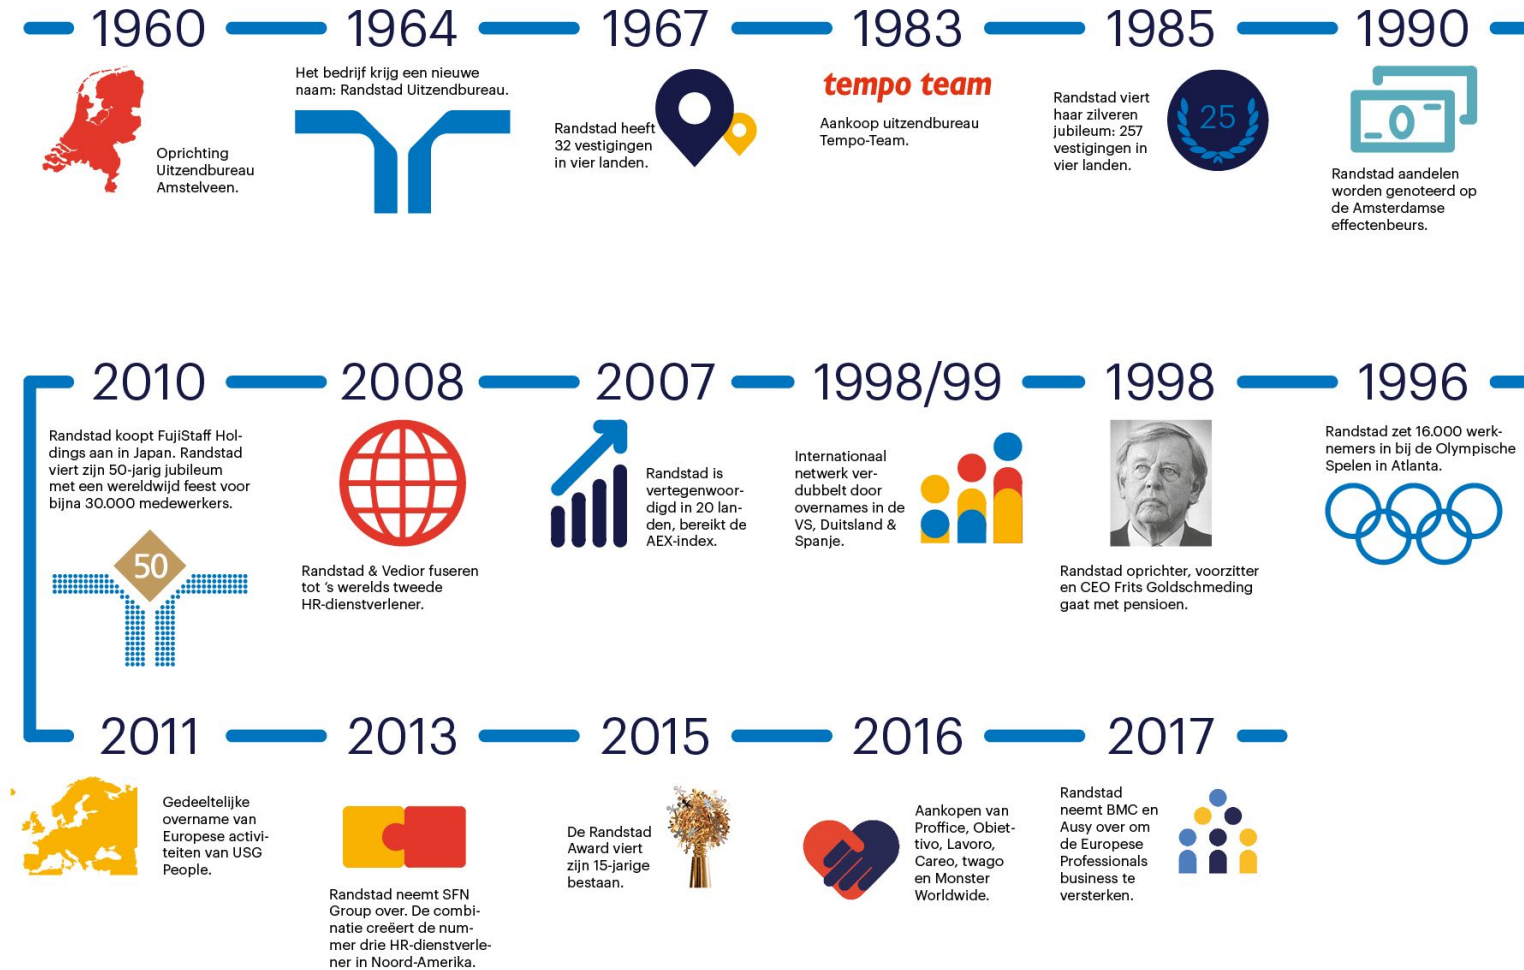 1960
Oprichting
Uitzendbureau
Amstelveen.
1964
Het bedrijf krijg een nieuwe
naam: Randstad Uitzendbureau.
1967
Randstad heeft
32 vestigingen
in vier landen.
1983
tempo team
Aankoop uitzendbureau
Tempo-Team.
1985
Randstad viert
haar zilveren
jubileum: 257
vestigingen in
vier landen.
25
1990
0
Randstad aandelen
worden genoteerd op
de Amsterdamse
effectenbeurs.
2010
Randstad koopt FujiStaff Hol-
dings aan in Japan. Randstad
viert zijn 50-jarig jubileum
met een wereldwijd feest voor
bijna 30.000 medewerkers.
50
2008
Randstad & Vedior fuseren
tot 's werelds tweede
HR-dienstverlener.
2007
Randstad is
vertegenwoor-
digd in 20 lan-
den, bereikt de
AEX-index.
1998/99
Internationaal
netwerk ver-
dubbelt door
overnames in de
VS, Duitsland &
Spanje.
1998
Randstad oprichter, voorzitter
en CEO Frits Goldschmeding
gaat met pensioen.
1996
Randstad zet 16.000 werk-
nemers in bij de Olympische
Spelen in Atlanta.
2011
Gedeeltelijke
overname van
Europese activi-
teiten van USG
People.
2013
Randstad neemt SFN
Group over. De combi-
natie creëert de num-
mer drie HR-dienstverle-
ner in Noord-Amerika.
2015
De Randstad
Award viert
zijn 15-jarige
bestaan.
2016
Aankopen van
Proffice, Obiet-
tivo, Lavoro,
Careo, twago
en Monster
Worldwide.
2017
Randstad
neemt BMC en
Ausy over om
de Europese
Professionals
business te
versterken.